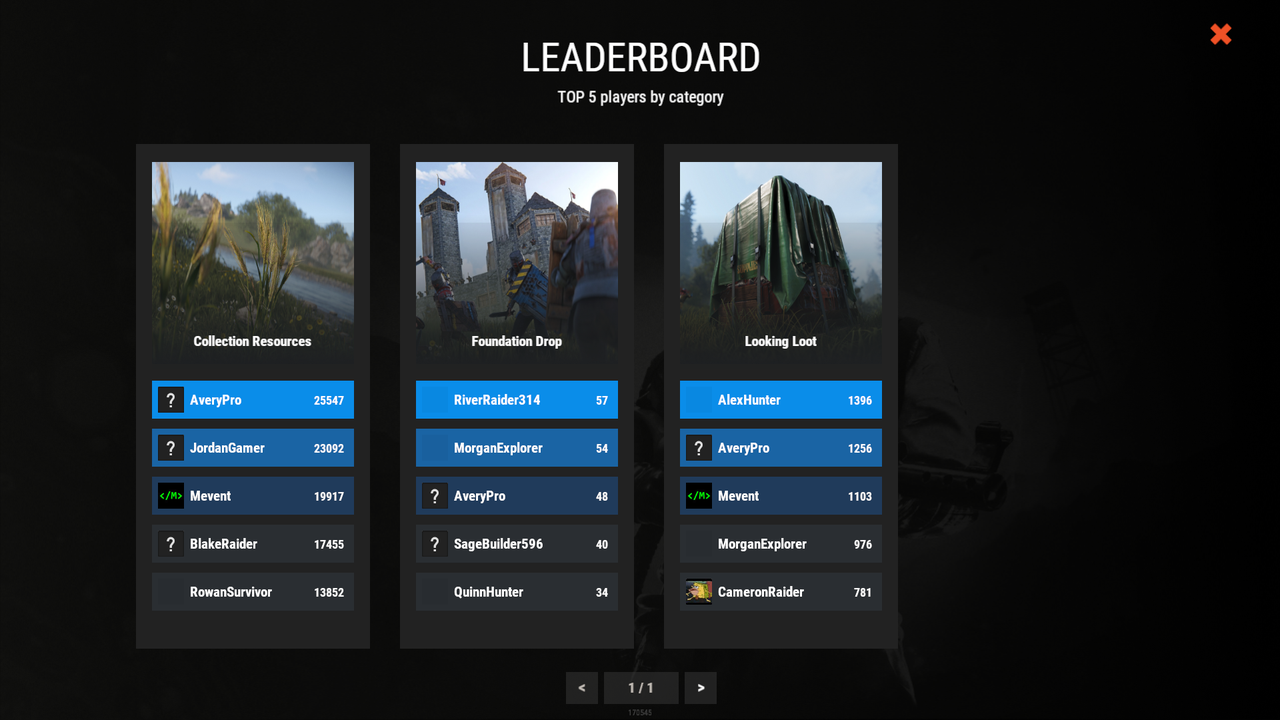 LEADERBOARD
TOP 5 players by category
Collection Resources
? AveryPro 25547
? JordanGamer 23092
</M> Mevent 19917
? BlakeRaider 17455
RowanSurvivor 13852
Foundation Drop
RiverRaider314 57
MorganExplorer 54
? AveryPro 48
? SageBuilder596 40
QuinnHunter 34
Looking Loot
AlexHunter 1396
? AveryPro 1256
</M> Mevent 1103
MorganExplorer 976
CameronRaider 781
< 1 / 1 >
170545